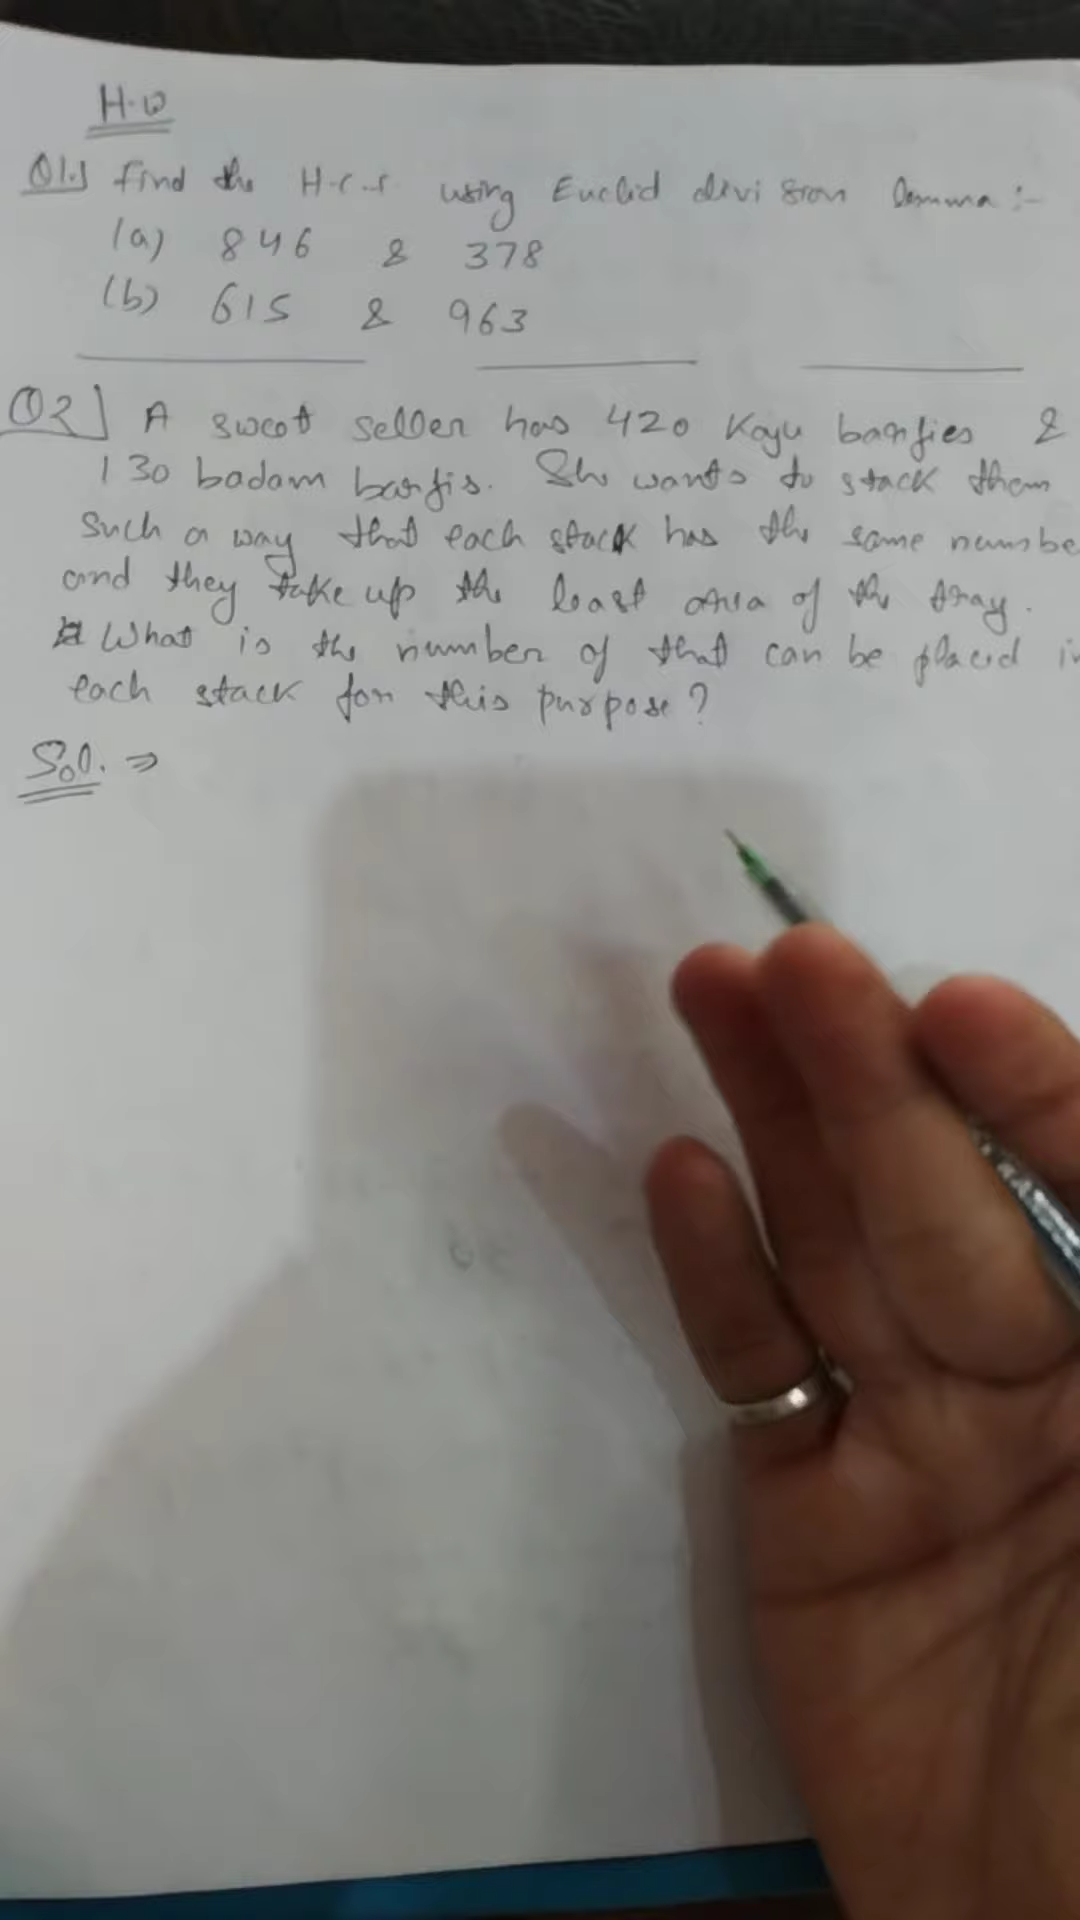 H.W
Q1.] Find the H.C.F. using Euclid division lemma :-
(a) 846 & 378
(b) 615 & 963
Q2] A sweet seller has 420 Kaju barfies &
130 badam barfis. She wants to stack them
such a way that each stack has the same numbe
and they take up the least area of the tray.
What is the number of that can be placed in
each stack for this purpose?
Sol. ⇒